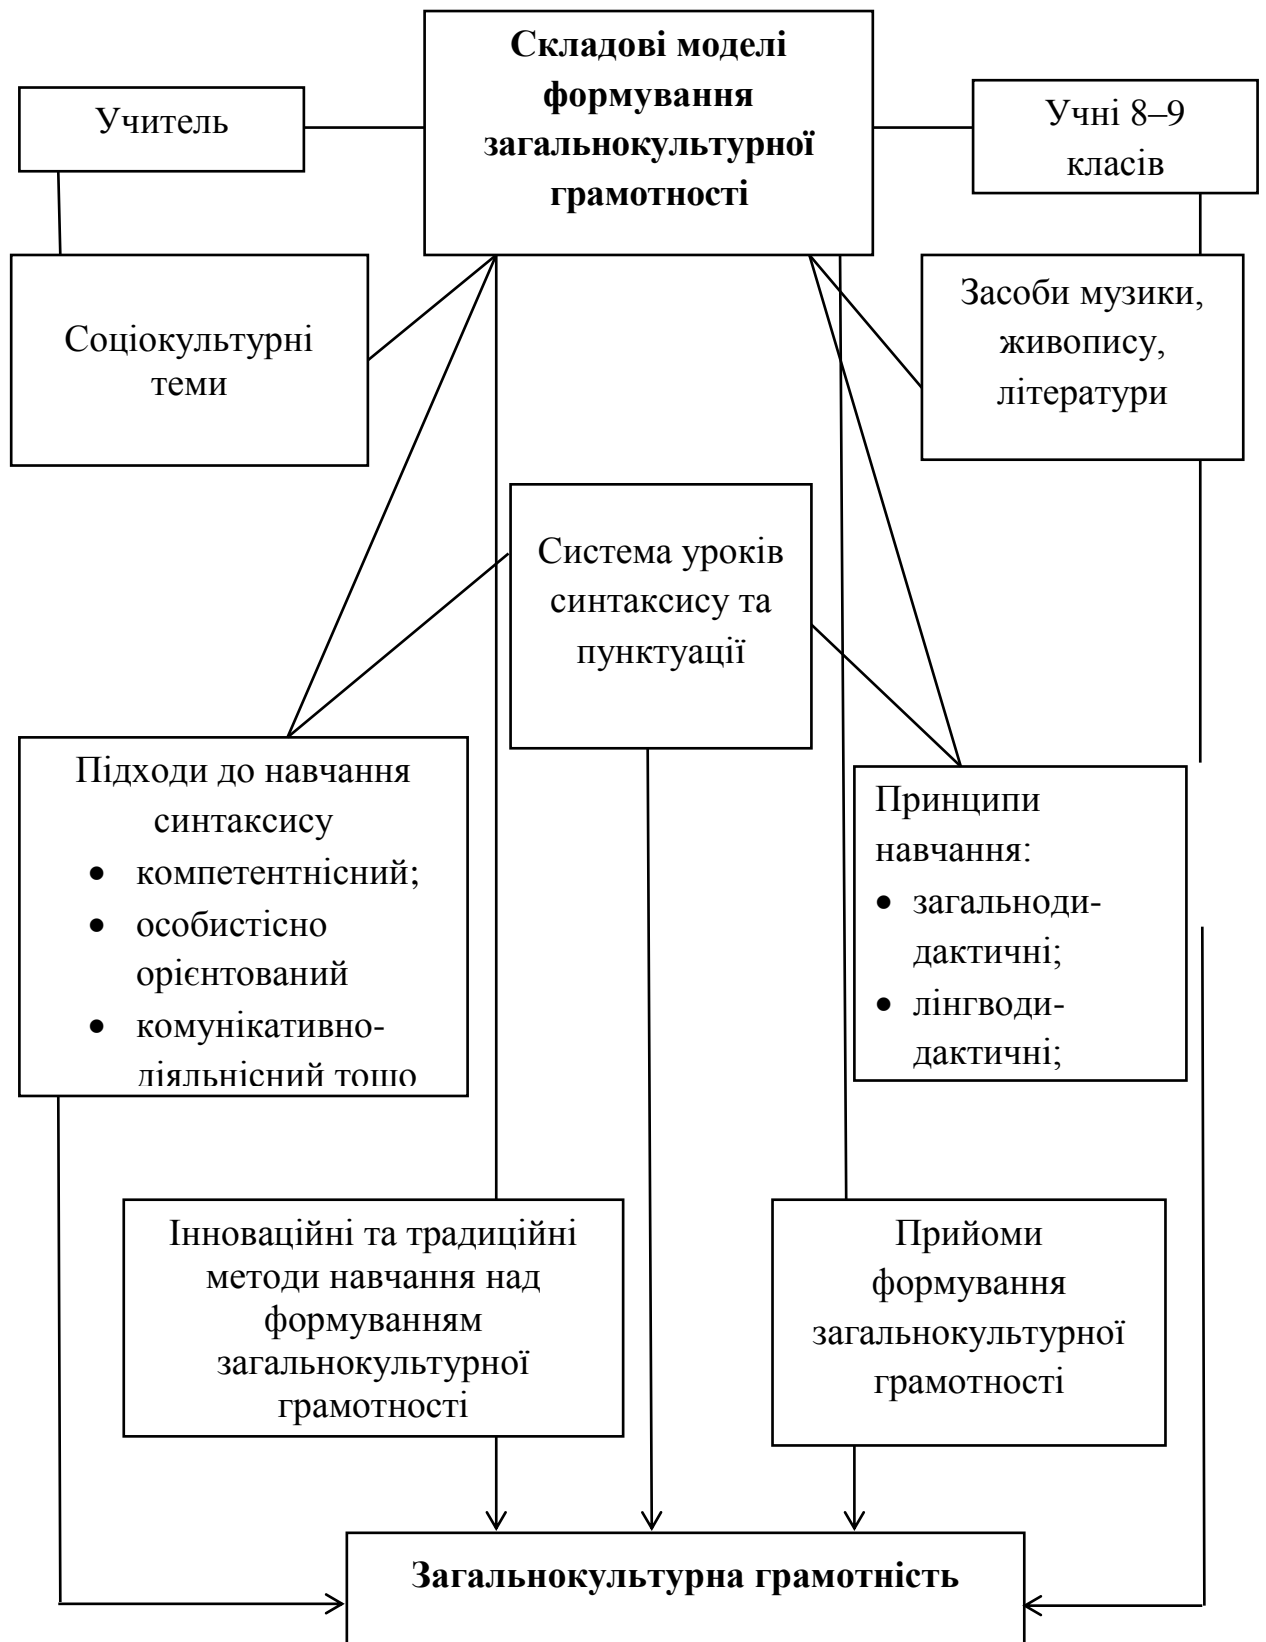 Складові моделі
формування
загальнокультурної
грамотності
Учитель
Учні 8–9
класів
Соціокультурні
теми
Засоби музики,
живопису,
літератури
Система уроків
синтаксису та
пунктуації
Підходи до навчання
синтаксису
• компетентнісний;
• особистісно
орієнтований
• комунікативно-
діяльнісний тощо
Принципи
навчання:
• загальноди-
дактичні;
• лінгводи-
дактичні;
Інноваційні та традиційні
методи навчання над
формуванням
загальнокультурної
грамотності
Прийоми
формування
загальнокультурної
грамотності
Загальнокультурна грамотність